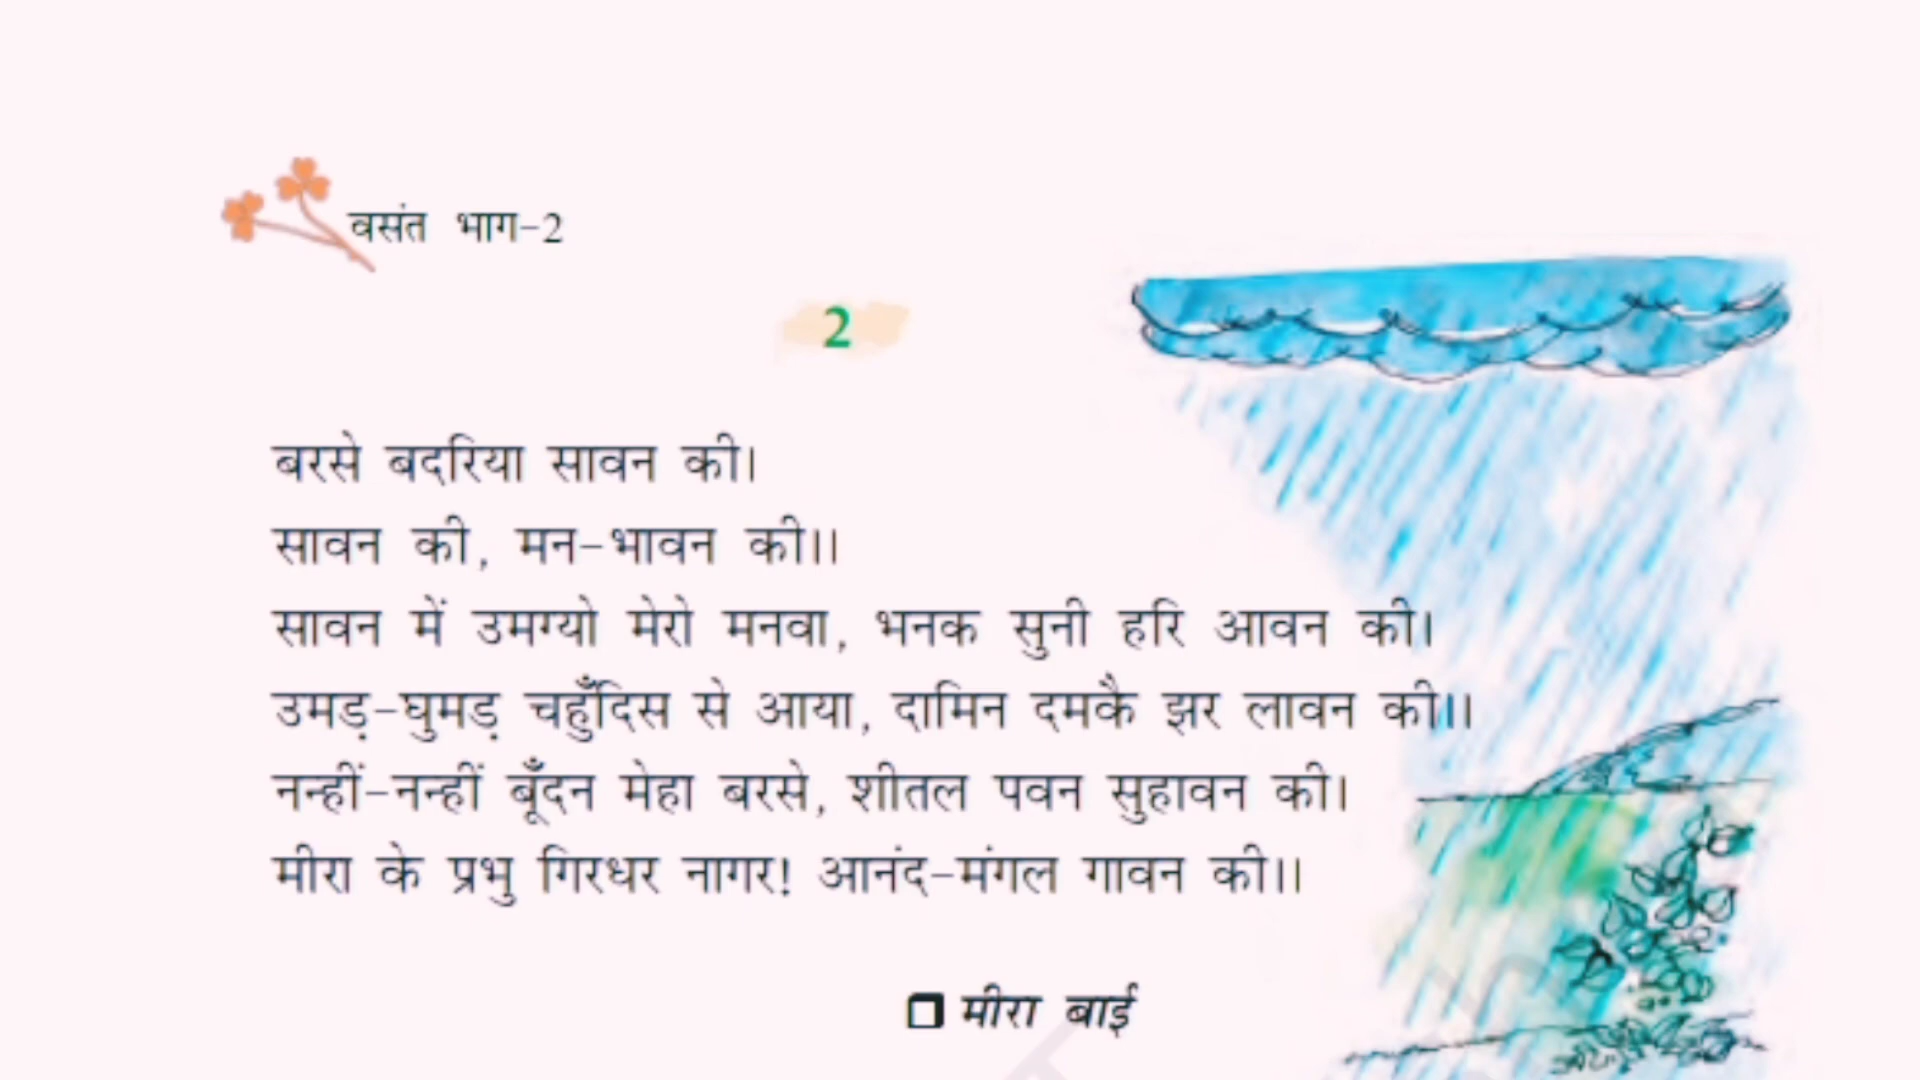 वसंत भाग-2
2
बरसे बदरिया सावन की।
सावन की, मन-भावन की।।
सावन में उमग्यो मेरो मनवा, भनक सुनी हरि आवन की।
उमड़-घुमड़ चहुँदिस से आया, दामिन दमकै झर लावन की।।
नन्हीं-नन्हीं बूँदन मेहा बरसे, शीतल पवन सुहावन की।
मीरा के प्रभु गिरधर नागर! आनंद-मंगल गावन की।।
❒ मीरा बाई